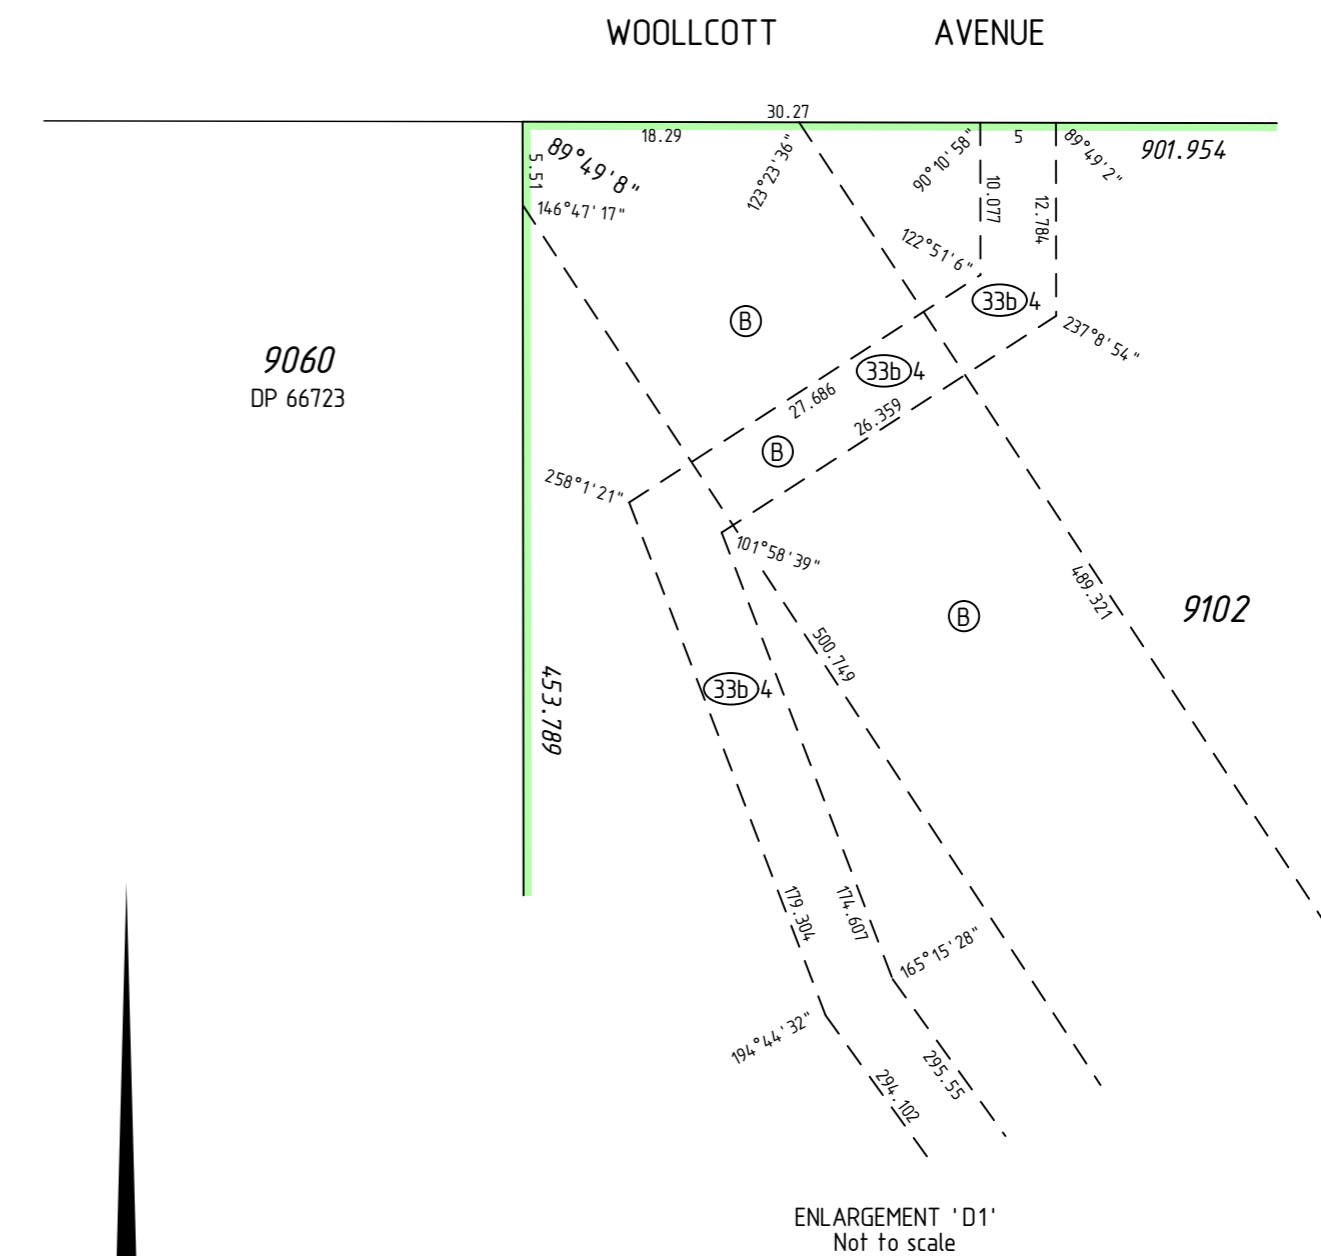 WOOLLCOTT AVENUE
30.27
18.29
5
901.954
89°49'8"
5.51
123°23'36"
90°10'58"
89°49'2"
146°47'17"
10.077
12.784
122°51'6"
33b 4
237°8'54"
B
9060
DP 66723
33b 4
27.686
26.359
B
258°1'21"
101°58'39"
489.321
9102
B
500.749
453.789
33b 4
179.304
174.607
165°15'28"
194°44'32"
295.55
294.102
ENLARGEMENT 'D1'
Not to scale